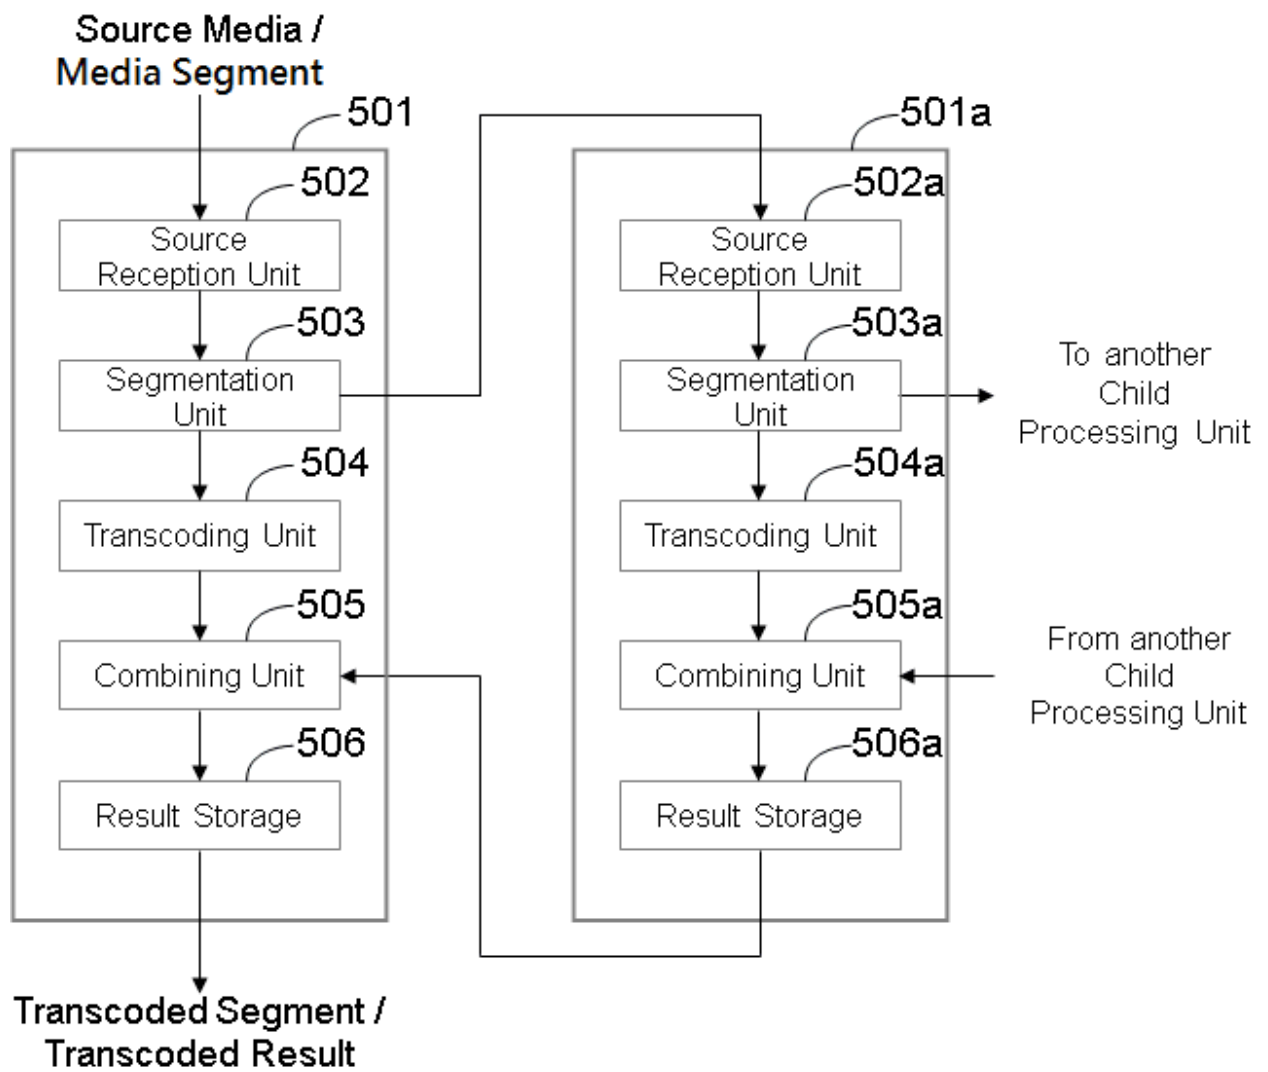 Source Media /
Media Segment
501
502
Source
Reception Unit
503
Segmentation
Unit
504
Transcoding Unit
505
Combining Unit
506
Result Storage
Transcoded Segment /
Transcoded Result
501a
502a
Source
Reception Unit
503a
Segmentation
Unit
504a
Transcoding Unit
505a
Combining Unit
506a
Result Storage
To another
Child
Processing Unit
From another
Child
Processing Unit